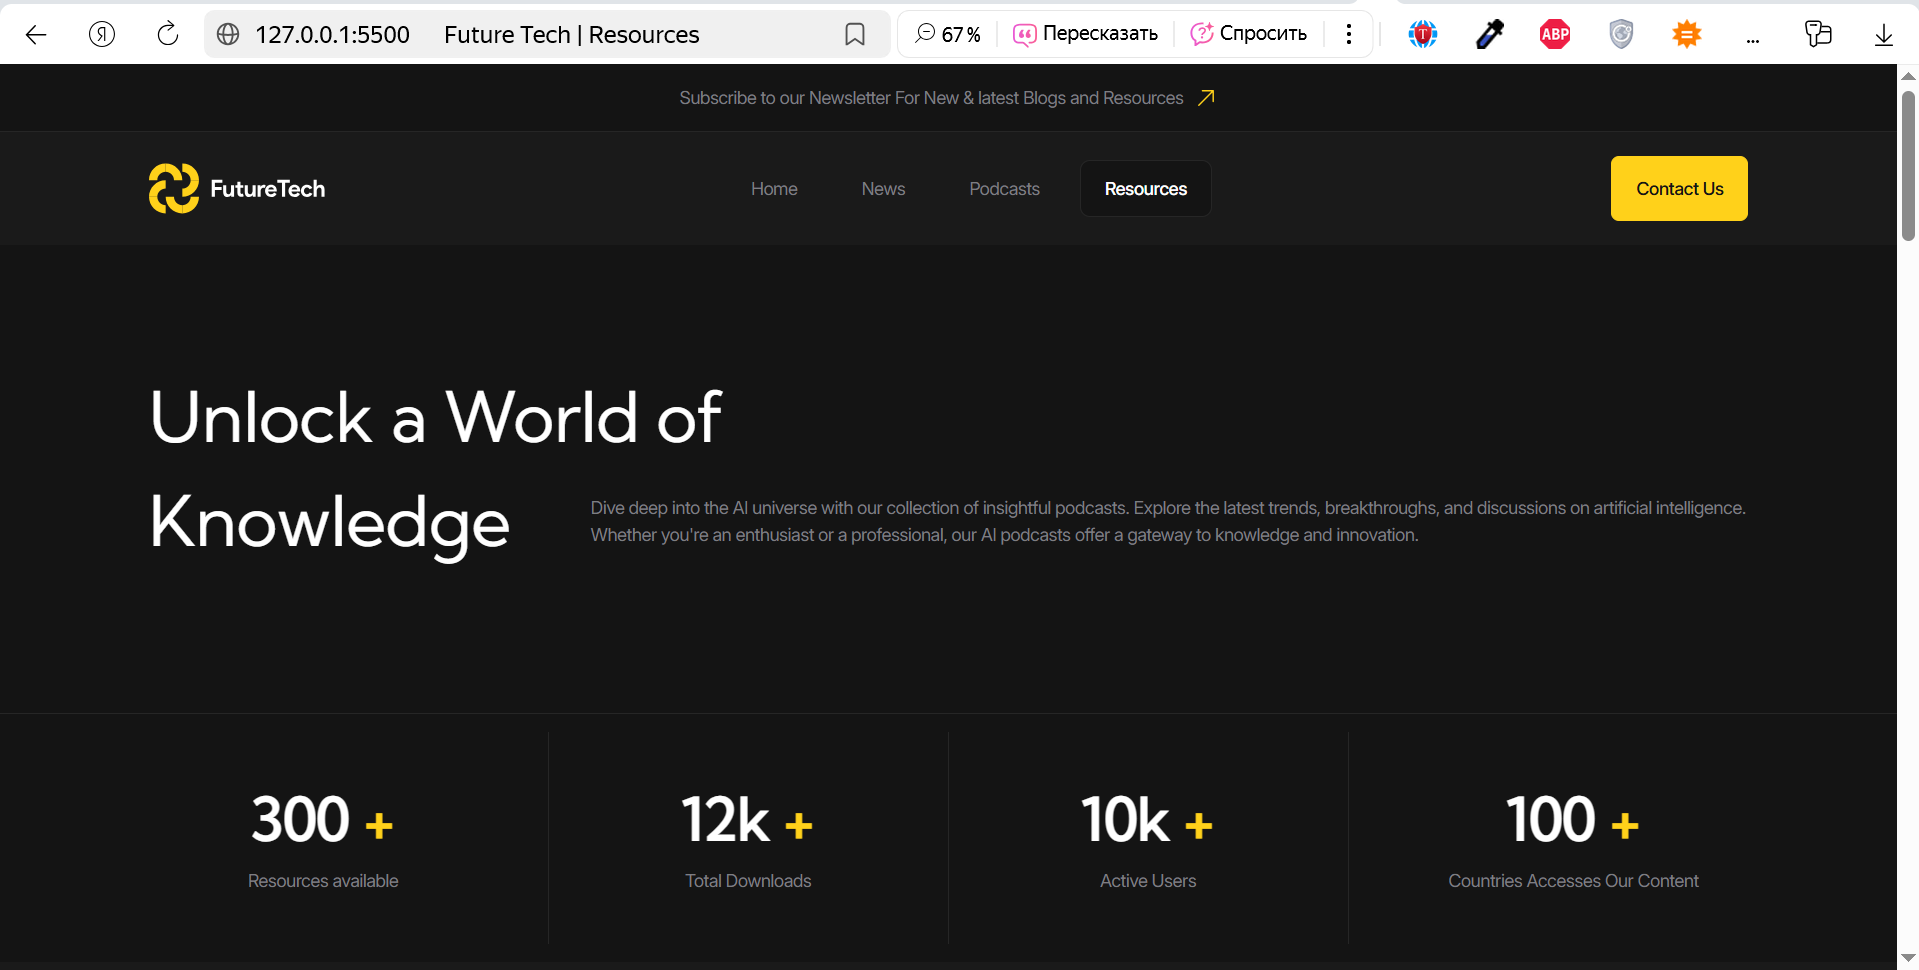 Я
127.0.0.1:5500 Future Tech | Resources
67 %
Пересказать
Спросить
T
ABP
...
Subscribe to our Newsletter For New & latest Blogs and Resources
FutureTech
Home
News
Podcasts
Resources
Contact Us
Unlock a World of
Knowledge
Dive deep into the AI universe with our collection of insightful podcasts. Explore the latest trends, breakthroughs, and discussions on artificial intelligence.
Whether you're an enthusiast or a professional, our AI podcasts offer a gateway to knowledge and innovation.
300 +
Resources available
12k +
Total Downloads
10k +
Active Users
100 +
Countries Accesses Our Content